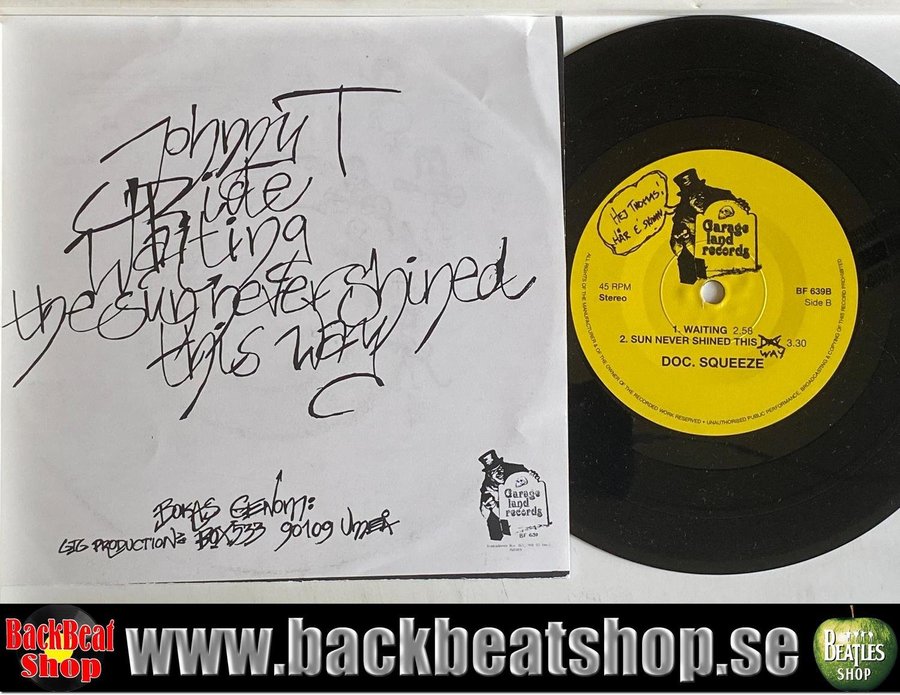 Johnny T
Ride
Waiting
the sun never shined
this way
BOKAS GENOM:
GIG PRODUCTION BOX 533 90109 UMEÅ
Garage
land
records
BF 639
HEJ THOMAS!
HÄR E
Garage
land
records
45 RPM
Stereo
BF 639B
Side B
1. WAITING 2,58
2. SUN NEVER SHINED THIS DAY 3.30
WAY
DOC. SQUEEZE
ALL RIGHTS OF THE MANUFACTURER & OF THE OWNER OF THE RECORDED WORK RESERVED • UNAUTHORISED PUBLIC PERFORMANCE, BROADCASTING & COPYING OF THIS RECORD PROHIBITED
BackBeat
Shop
www.backbeatshop.se
BEATLES
SHOP